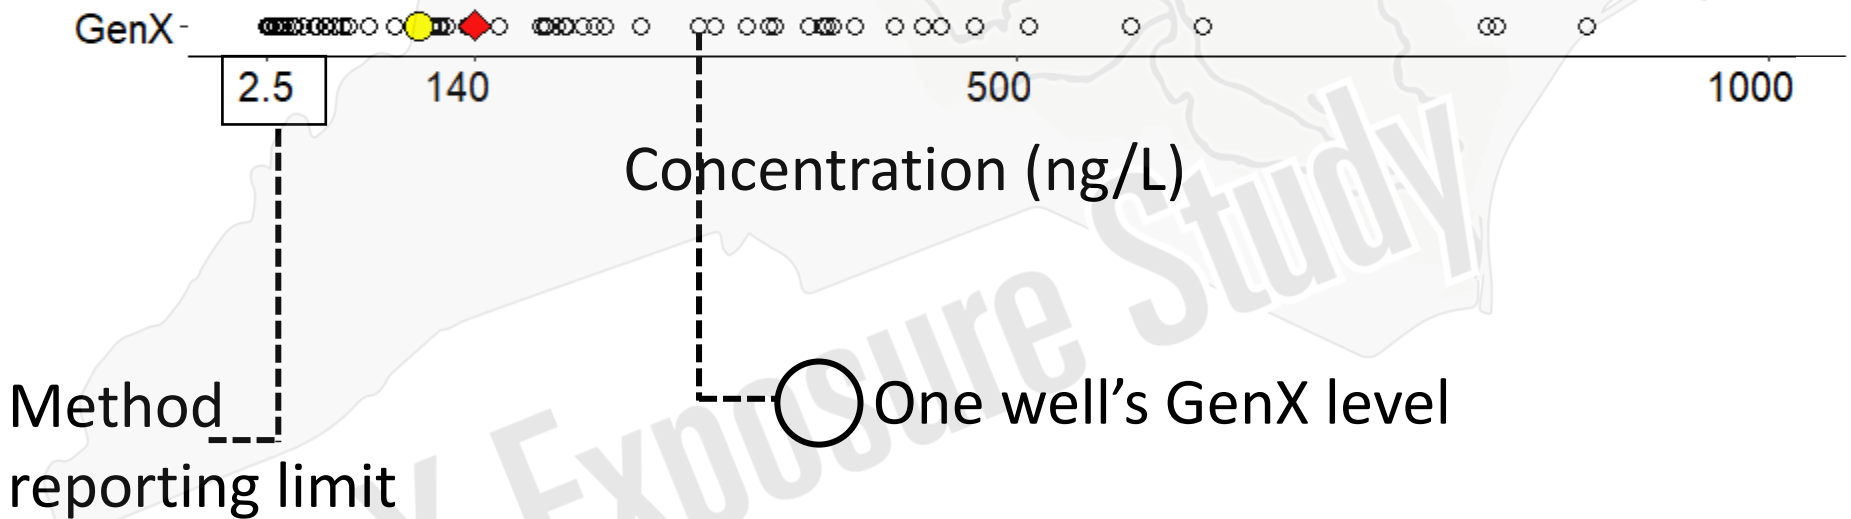 GenX
2.5 140 500 1000
Concentration (ng/L)
One well's GenX level
Method
reporting limit
X Exposure Study